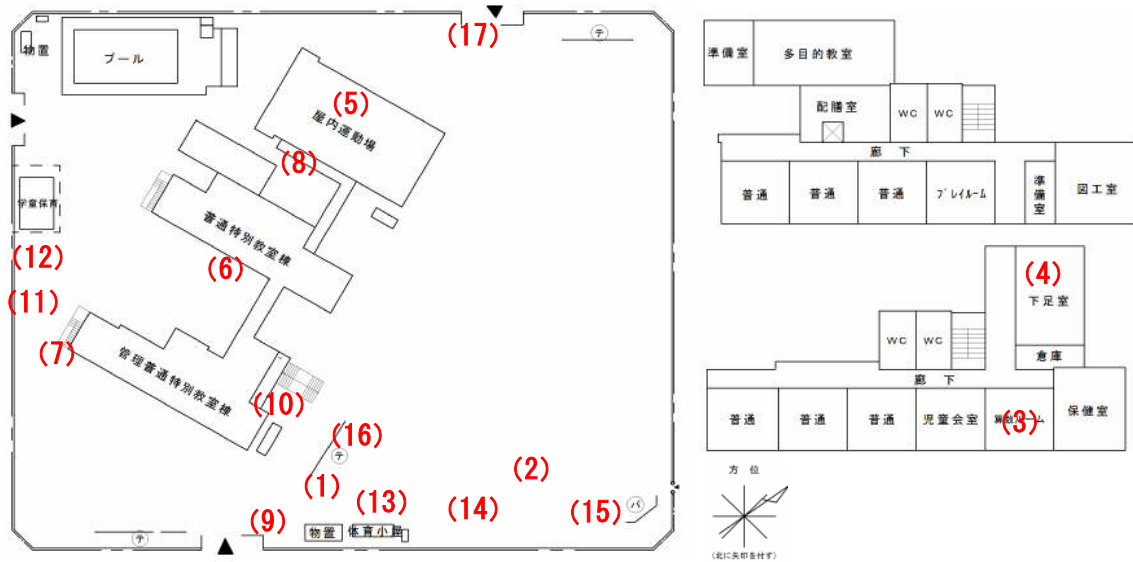 (17)
テ
物置
プール
(5)
屋内運動場
(8)
学童保育
普通特別教室棟
(12)
(6)
(11)
(7)
管理普通特別教室棟
(10)
(16)
テ
(2)
(1)
(13)
(14)
(15)
バ
(9)
物置
体育小屋
テ
準備室
多目的教室
配膳室
WC
WC
廊下
普通
普通
普通
プレイルーム
準備室
図工室
(4)
下足室
WC
WC
倉庫
廊下
普通
普通
普通
児童会室
(3)
保健室
方位
(北に矢印を付す)